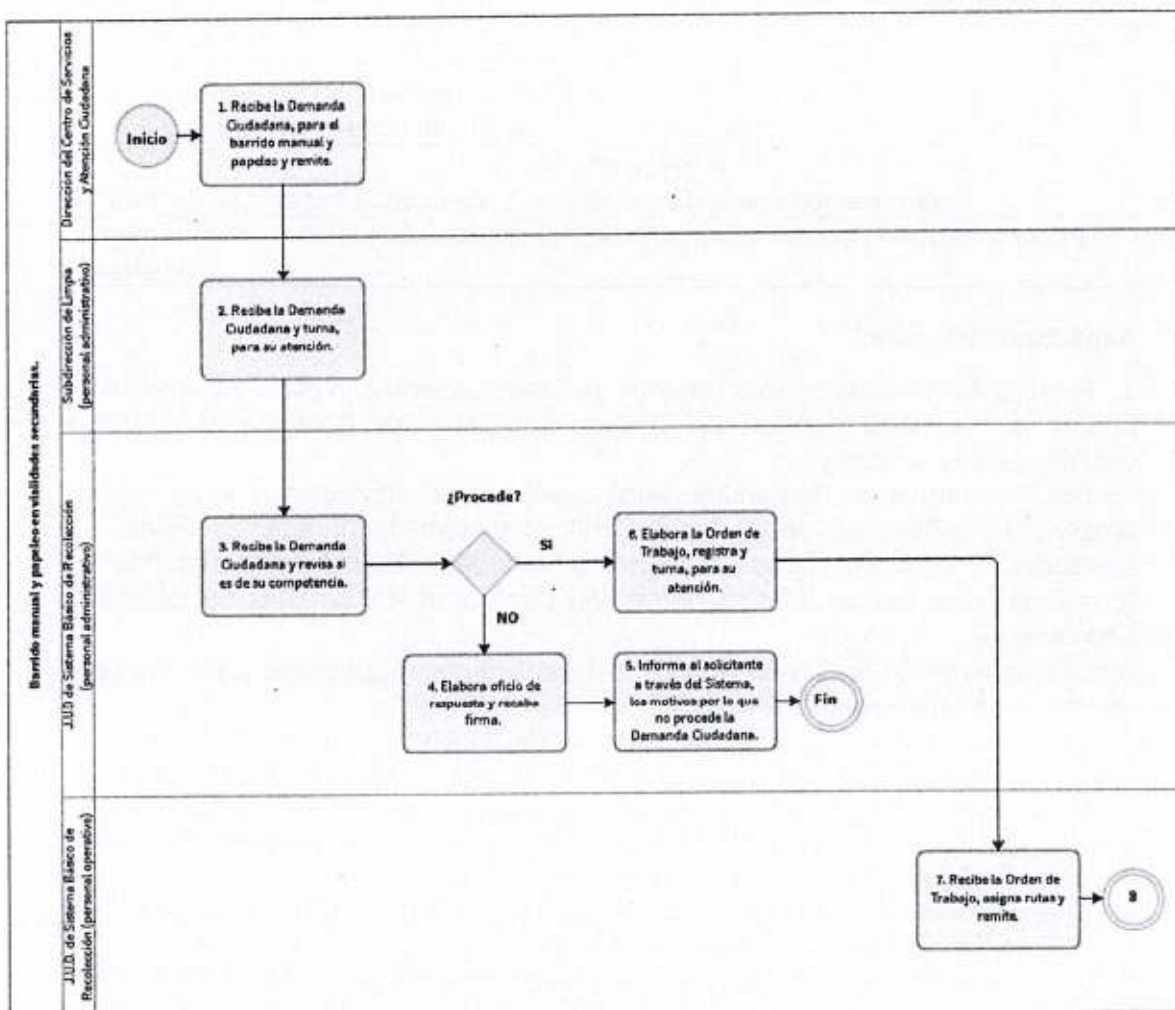 Barrido manual y papeleo en vialidades secundarias.
Dirección del Centro de Servicios
y Atención Ciudadana
Inicio
1. Recibe la Demanda
Ciudadana, para el
barrido manual y
papeleo y remite.
Subdirección de Limpia
(personal administrativo)
2. Recibe la Demanda
Ciudadana y turna,
para su atención.
J.U.D de Sistema Básico de Recolección
(personal administrativo)
3. Recibe la Demanda
Ciudadana y revisa si
es de su competencia.
¿Procede?
SI
6. Elabora la Orden de
Trabajo, registra y
turna, para su
atención.
NO
4. Elabora oficio de
respuesta y recaba
firma.
5. Informa al solicitante
a través del Sistema,
los motivos por lo que
no procede la
Demanda Ciudadana.
Fin
J.U.D. de Sistema Básico de
Recolección (personal operativo)
7. Recibe la Orden de
Trabajo, asigna rutas y
remite.